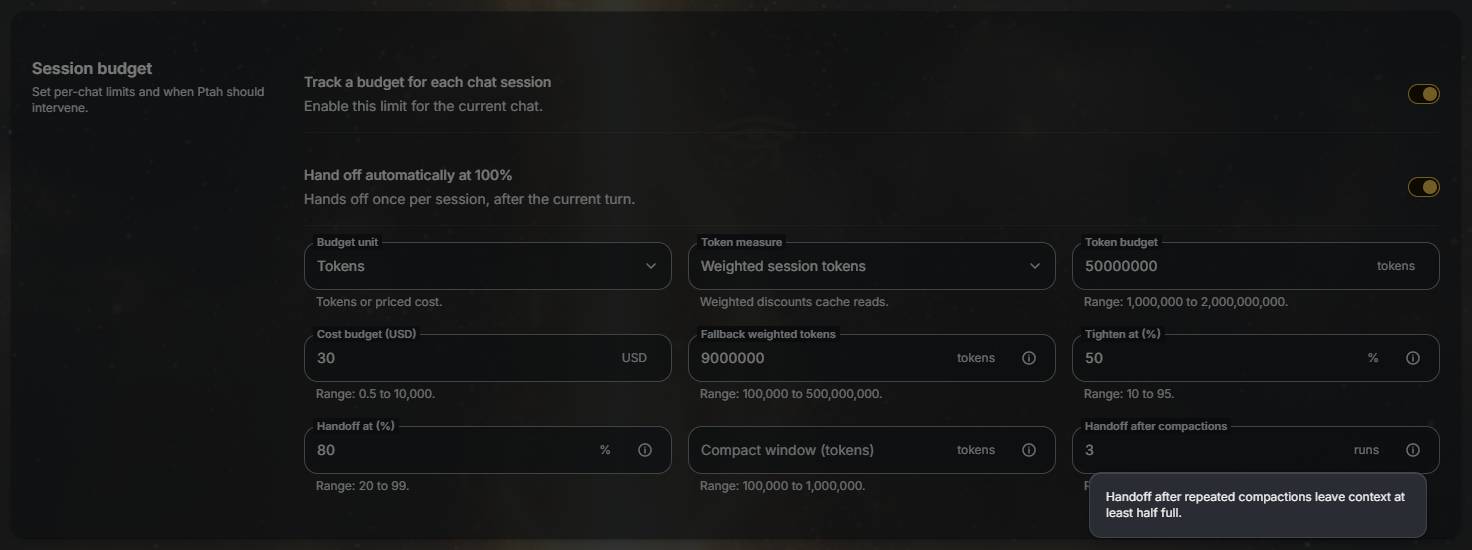 Session budget
Set per-chat limits and when Ptah should
intervene.
Track a budget for each chat session
Enable this limit for the current chat.
Hand off automatically at 100%
Hands off once per session, after the current turn.
Budget unit
Tokens
Tokens or priced cost.
Token measure
Weighted session tokens
Weighted discounts cache reads.
Token budget
50000000 tokens
Range: 1,000,000 to 2,000,000,000.
Cost budget (USD)
30 USD
Range: 0.5 to 10,000.
Fallback weighted tokens
9000000 tokens
Range: 100,000 to 500,000,000.
Tighten at (%)
50 %
Range: 10 to 95.
Handoff at (%)
80 %
Range: 20 to 99.
Compact window (tokens) tokens
Range: 100,000 to 1,000,000.
Handoff after compactions
3 runs
Handoff after repeated compactions leave context at
least half full.